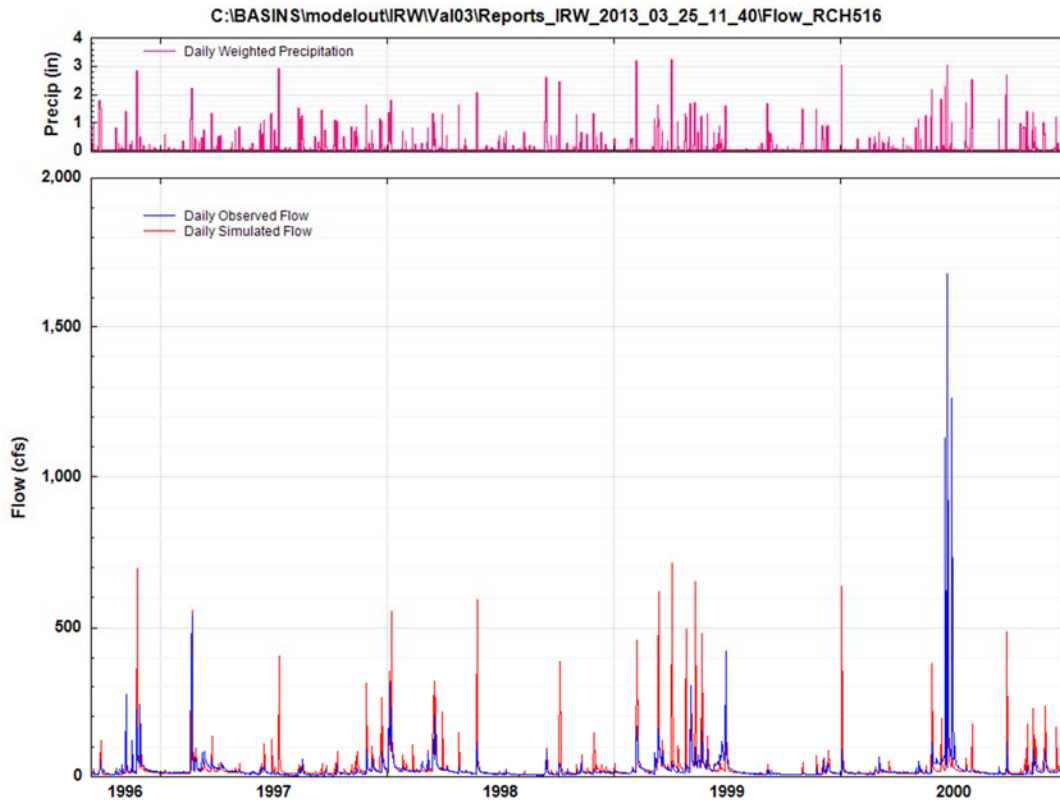 C:\BASINS\modelout\IRW\Val03\Reports_IRW_2013_03_25_11_40\Flow_RCH516
Precip (in)
4
3
2
1
0
Daily Weighted Precipitation
Flow (cfs)
2,000
1,500
1,000
500
0
Daily Observed Flow
Daily Simulated Flow
1996 1997 1998 1999 2000